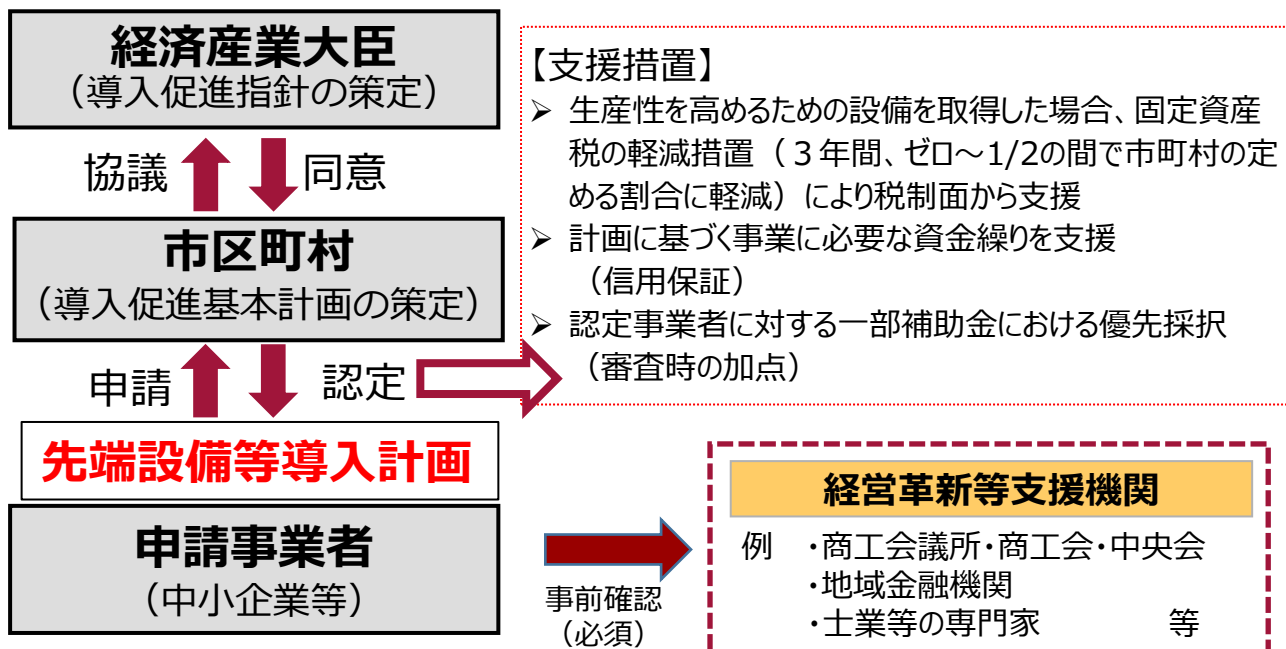 経済産業大臣
（導入促進指針の策定）
協議
同意
市区町村
（導入促進基本計画の策定）
申請
認定
先端設備等導入計画
申請事業者
（中小企業等）
【支援措置】
➢ 生産性を高めるための設備を取得した場合、固定資産
税の軽減措置（３年間、ゼロ～1/2の間で市町村の定
める割合に軽減）により税制面から支援
➢ 計画に基づく事業に必要な資金繰りを支援
（信用保証）
➢ 認定事業者に対する一部補助金における優先採択
（審査時の加点）
事前確認
（必須）
経営革新等支援機関
例 ・商工会議所・商工会・中央会
・地域金融機関
・士業等の専門家 等